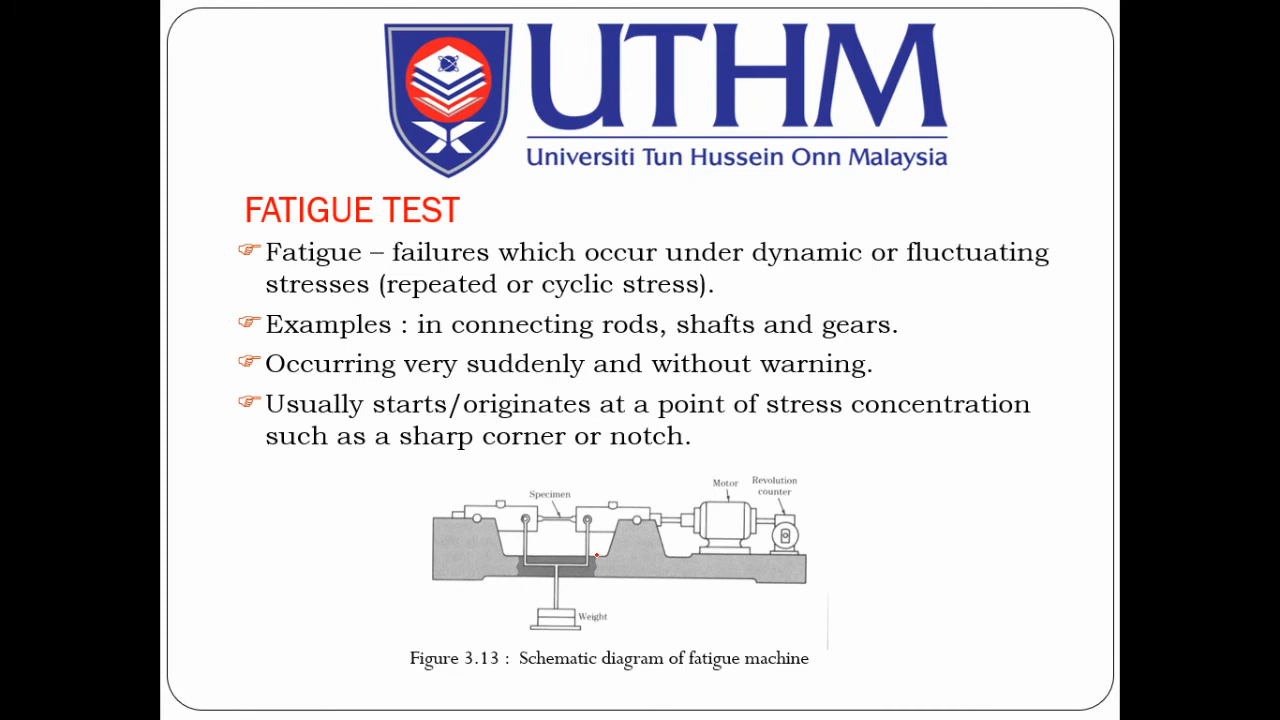 UTHM
Universiti Tun Hussein Onn Malaysia
FATIGUE TEST
Fatigue – failures which occur under dynamic or fluctuating
stresses (repeated or cyclic stress).
Examples : in connecting rods, shafts and gears.
Occurring very suddenly and without warning.
Usually starts/originates at a point of stress concentration
such as a sharp corner or notch.
Specimen
Motor
Revolution
counter
Weight
Figure 3.13 : Schematic diagram of fatigue machine